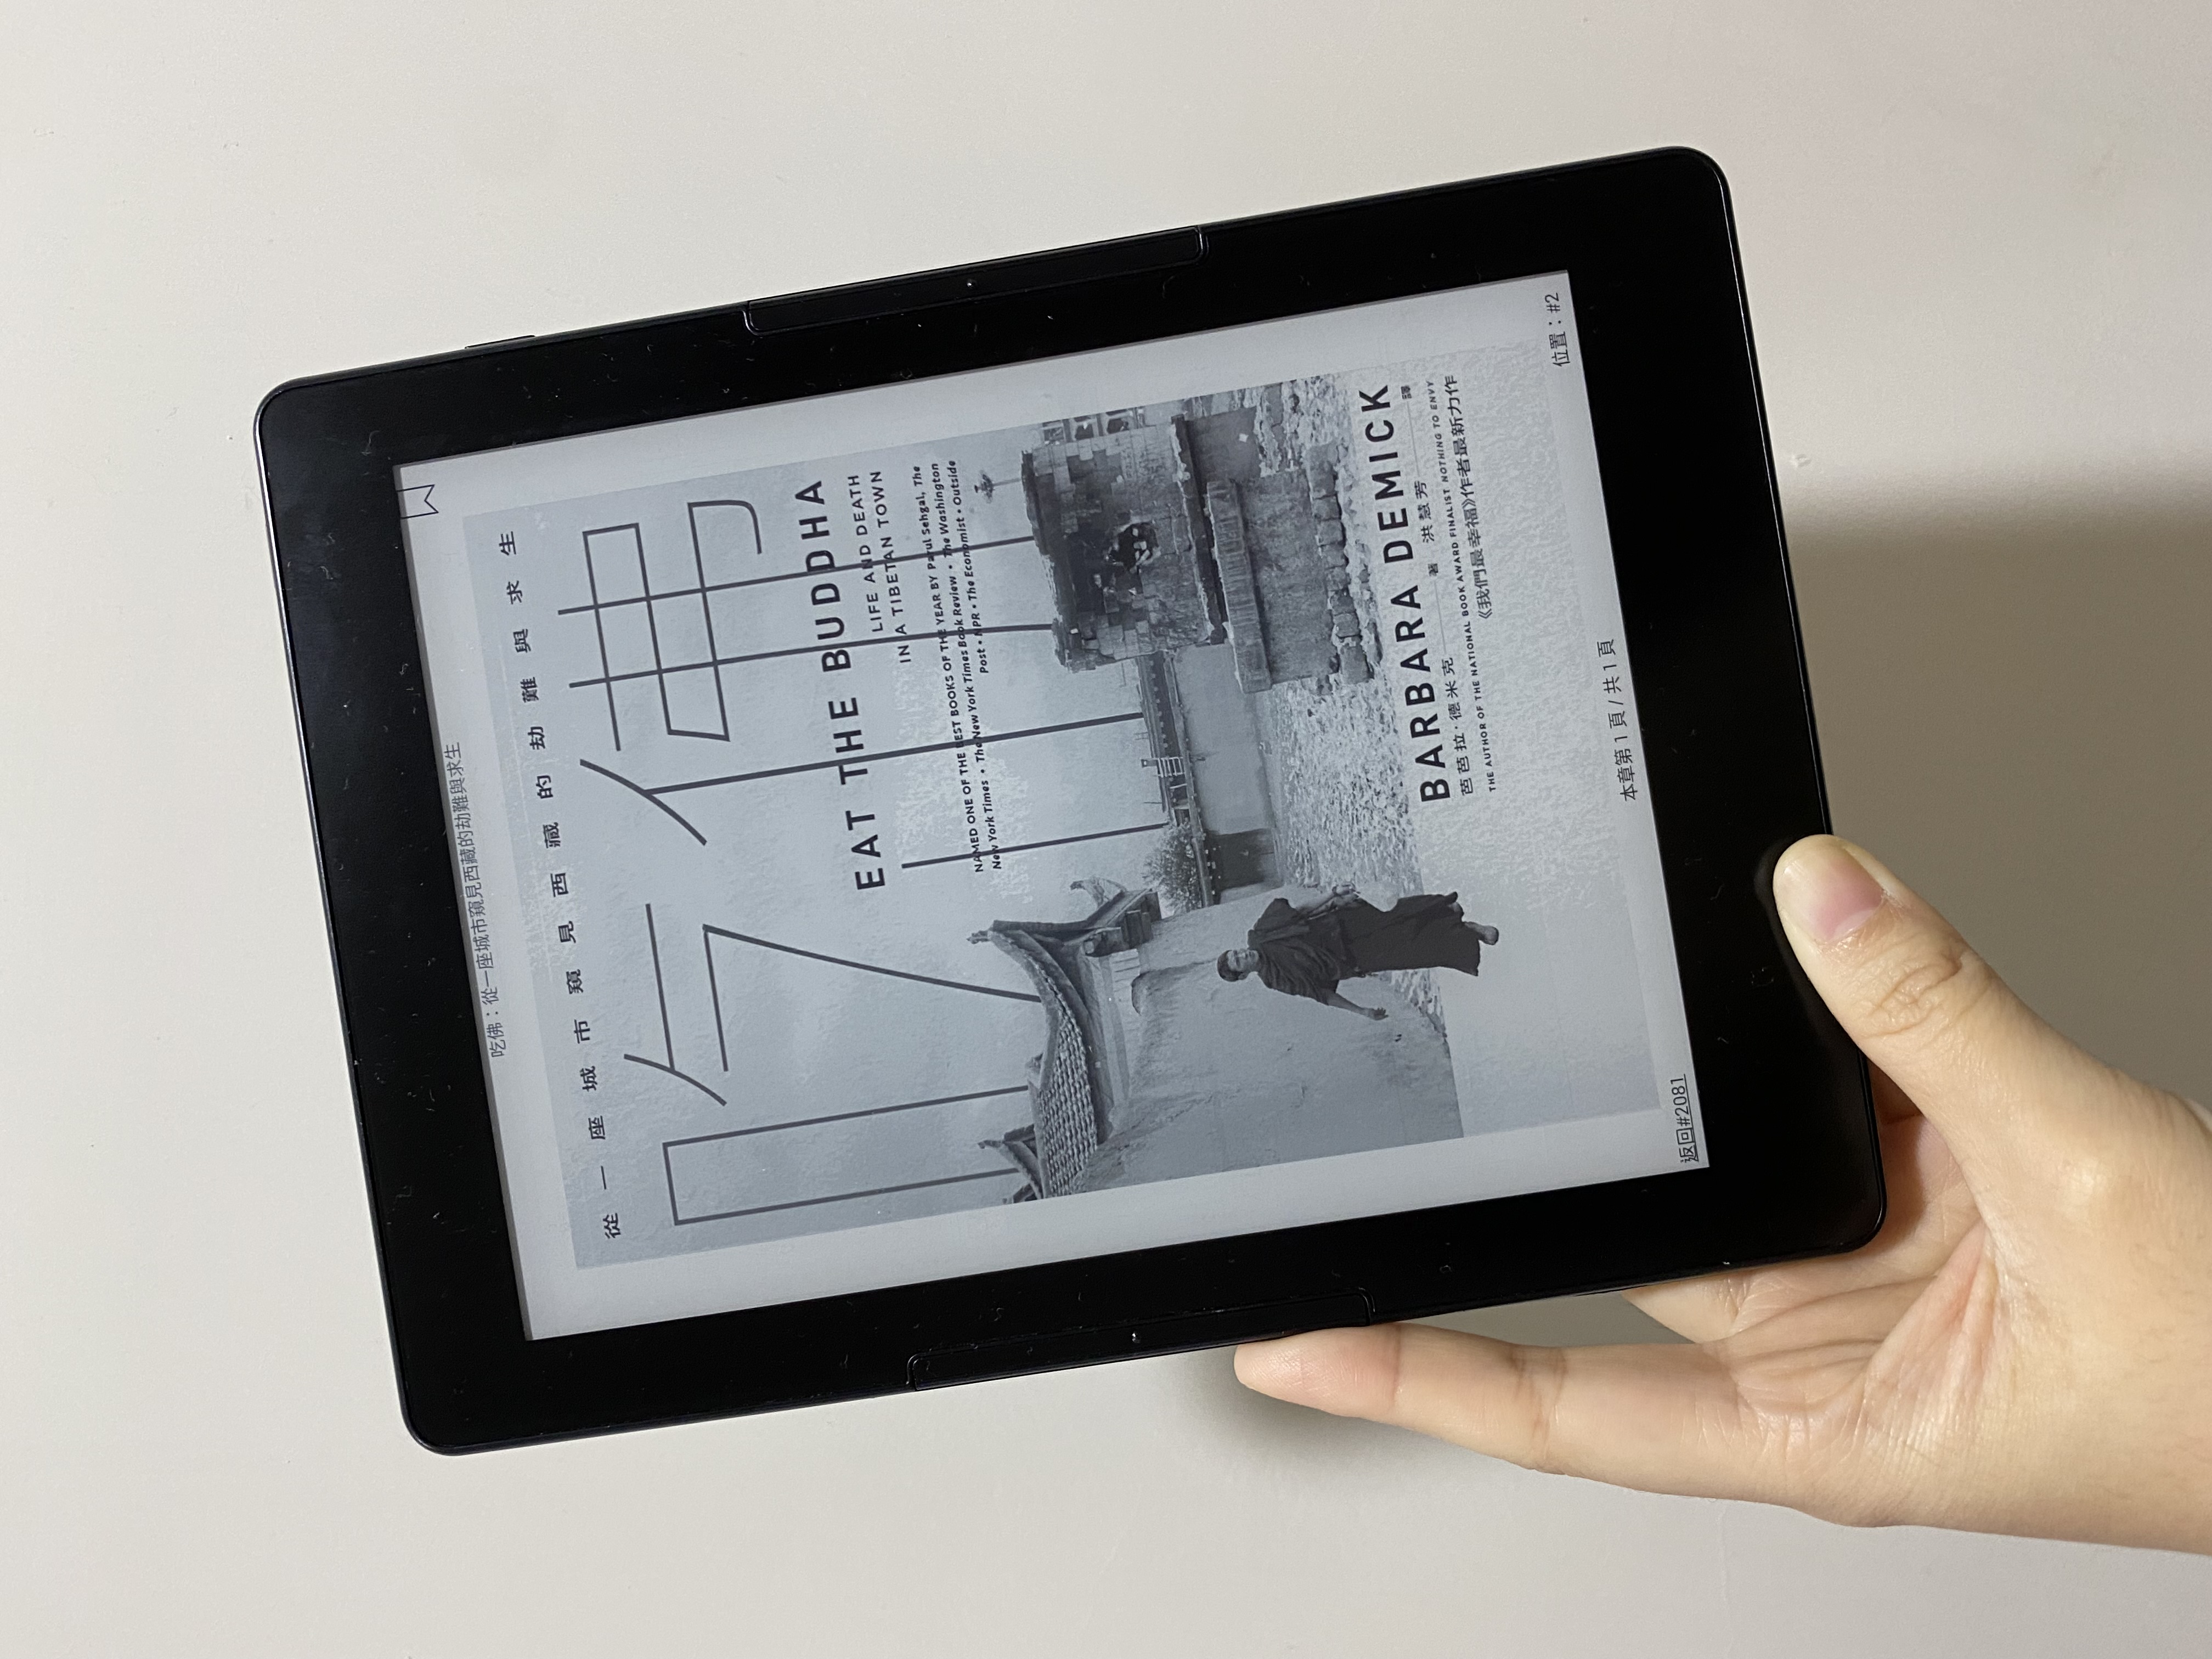 吃佛：從一座城市窺見西藏的劫難與求生
從一座城市窺見西藏的劫難與求生
吃佛
EAT THE BUDDHA
LIFE AND DEATH
IN A TIBETAN TOWN
NAMED ONE OF THE BEST BOOKS OF THE YEAR BY Parul Sehgal, The
New York Times • The New York Times Book Review • The Washington
Post • NPR • The Economist • Outside
BARBARA DEMICK
芭芭拉·德米克 著 洪慧芳 譯
THE AUTHOR OF THE NATIONAL BOOK AWARD FINALIST NOTHING TO ENVY
《我們最幸福》作者最新力作
位置：#2
本章第 1 頁 / 共 1 頁
返回#2081